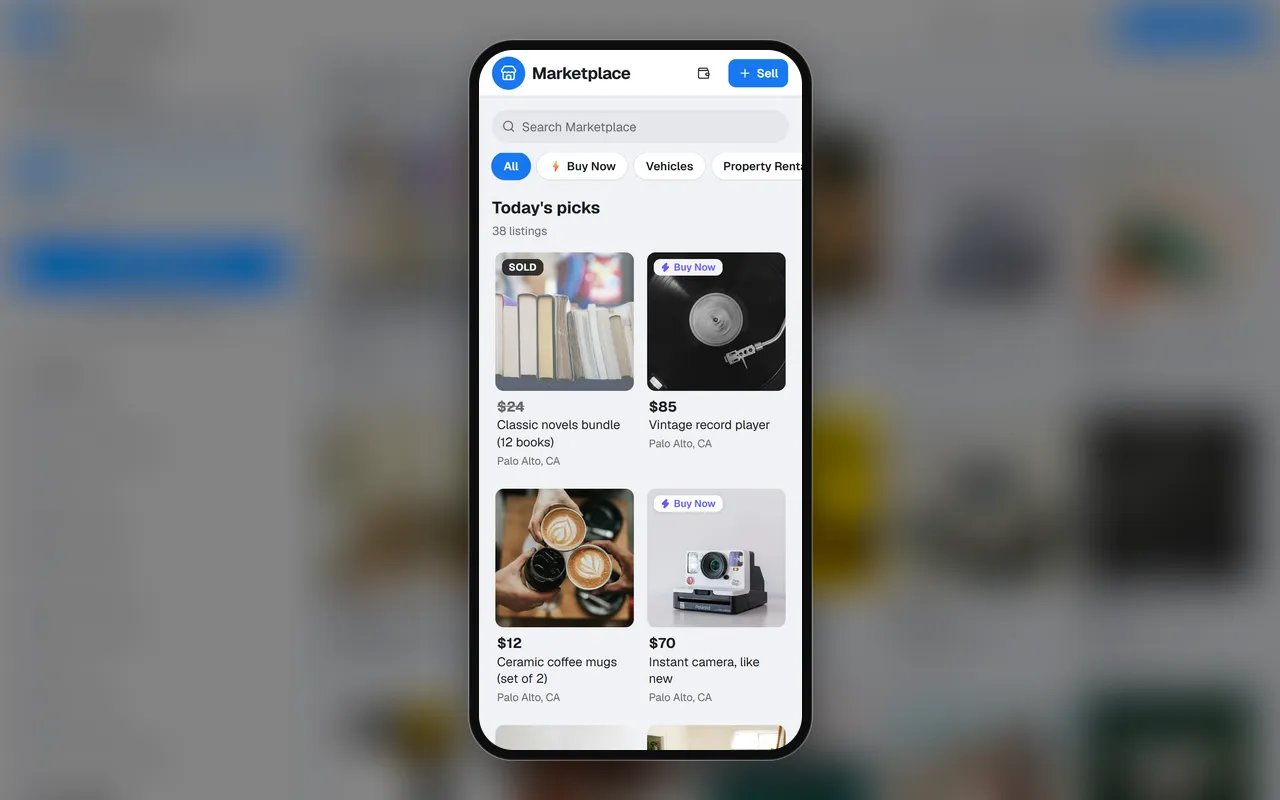 Marketplace
Sell
Search Marketplace
All
Buy Now
Vehicles
Property Renta
Today's picks
38 listings
SOLD
Buy Now
$24
Classic novels bundle
(12 books)
Palo Alto, CA
$85
Vintage record player
Palo Alto, CA
Buy Now
$12
Ceramic coffee mugs
(set of 2)
Palo Alto, CA
$70
Instant camera, like
new
Palo Alto, CA